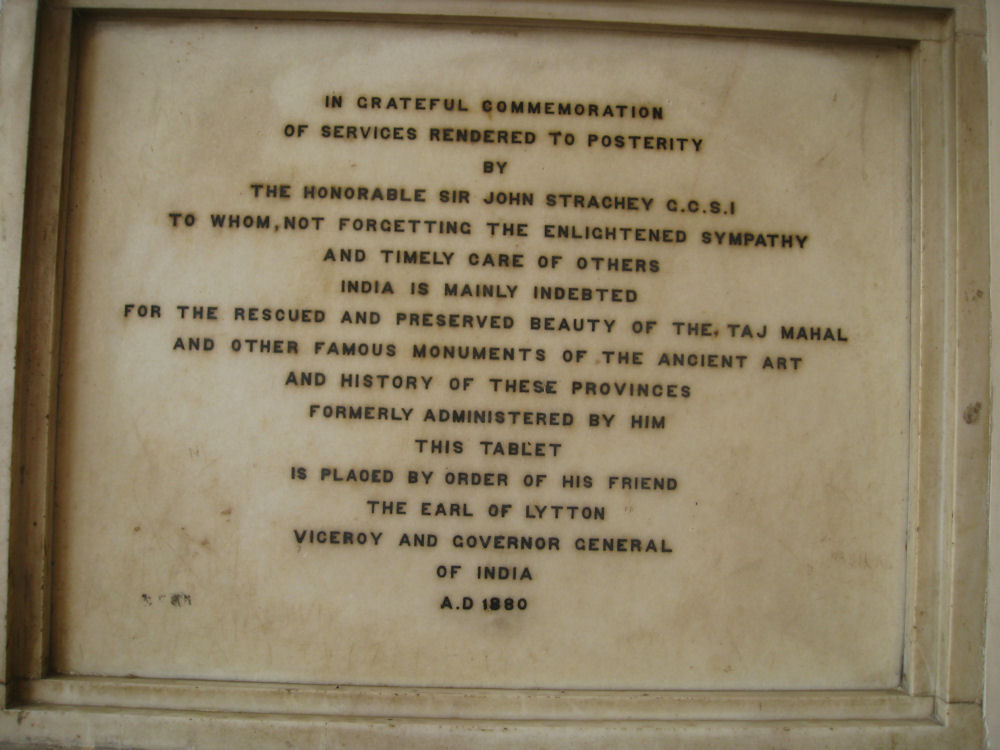 IN GRATEFUL COMMEMORATION
OF SERVICES RENDERED TO POSTERITY
BY
THE HONORABLE SIR JOHN STRACHEY G.C.S.I
TO WHOM, NOT FORGETTING THE ENLIGHTENED SYMPATHY
AND TIMELY CARE OF OTHERS
INDIA IS MAINLY INDEBTED
FOR THE RESCUED AND PRESERVED BEAUTY OF THE TAJ MAHAL
AND OTHER FAMOUS MONUMENTS OF THE ANCIENT ART
AND HISTORY OF THESE PROVINCES
FORMERLY ADMINISTERED BY HIM
THIS TABLET
IS PLACED BY ORDER OF HIS FRIEND
THE EARL OF LYTTON
VICEROY AND GOVERNOR GENERAL
OF INDIA
A.D 1880